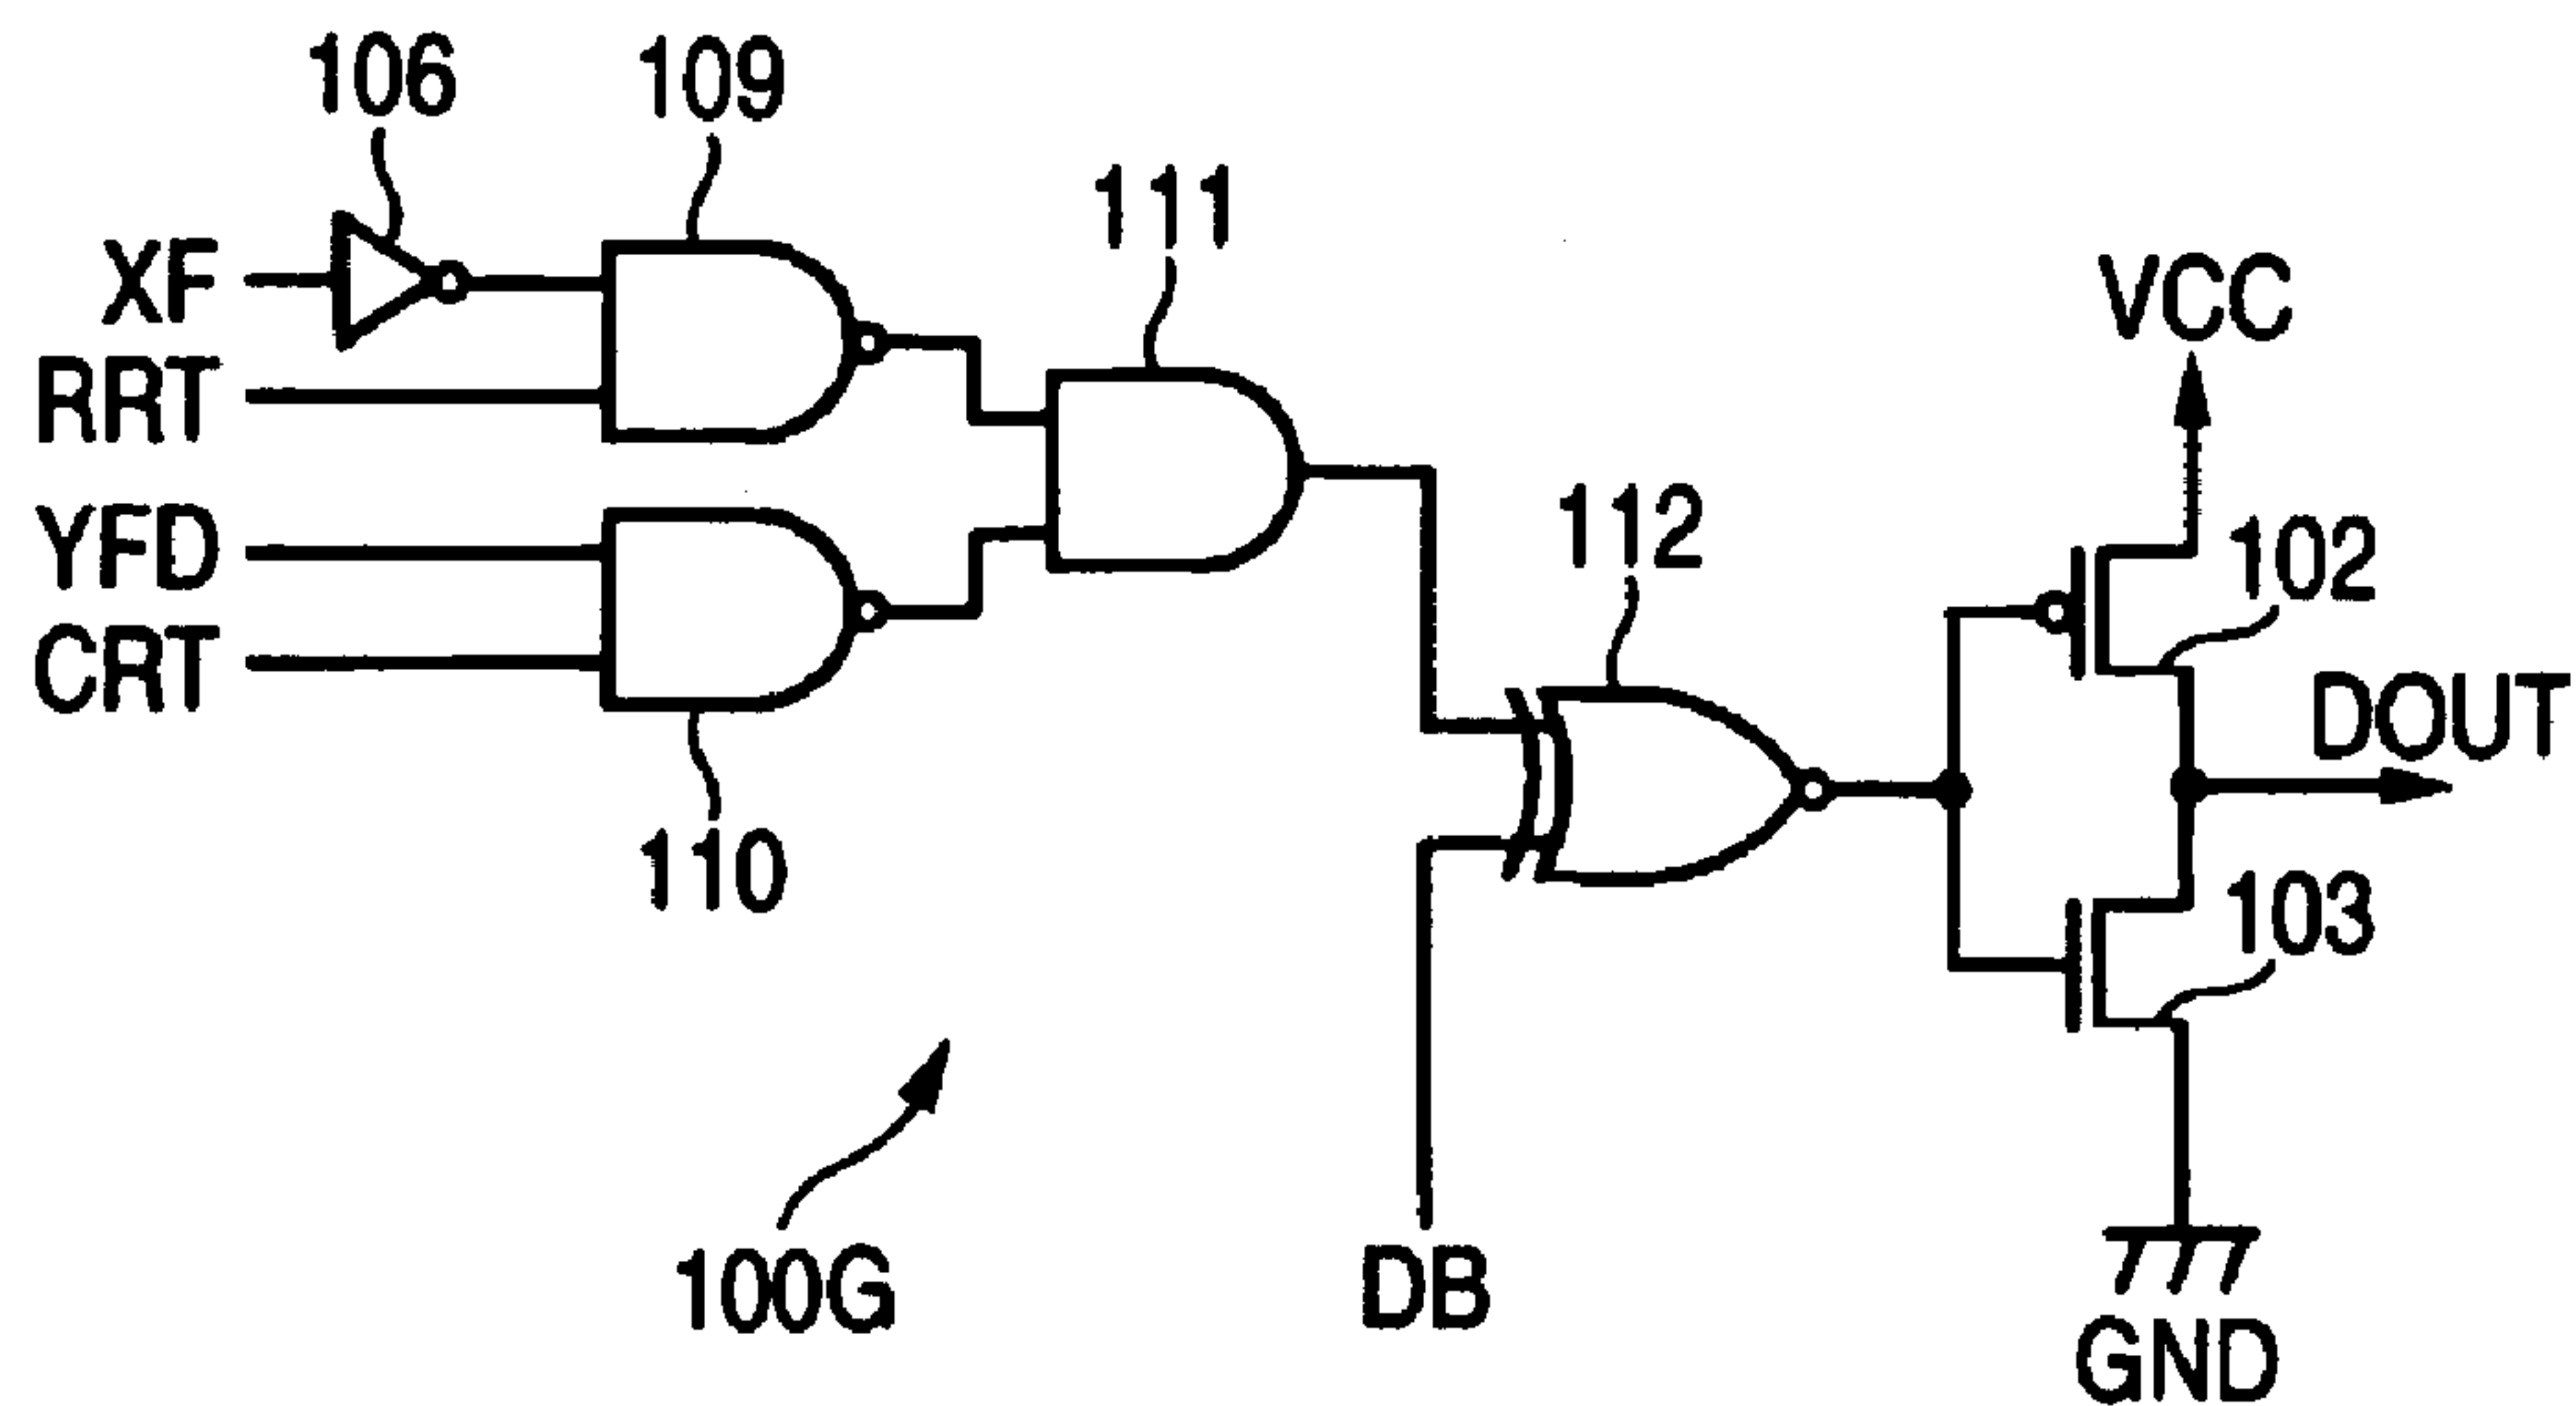 106
109
111
XF
RRT
YFD
CRT
110
112
VCC
102
DOUT
103
100G
DB
GND